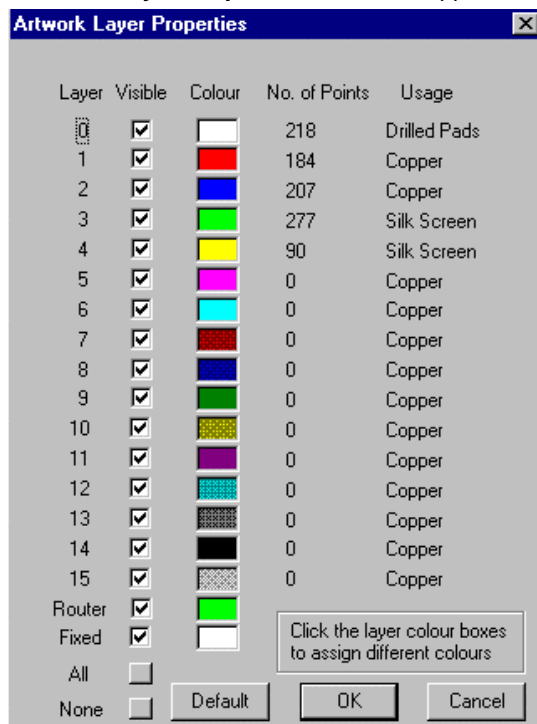 Artwork Layer Properties
Layer Visible Colour No. of Points Usage
0 218 Drilled Pads
1 184 Copper
2 207 Copper
3 277 Silk Screen
4 90 Silk Screen
5 0 Copper
6 0 Copper
7 0 Copper
8 0 Copper
9 0 Copper
10 0 Copper
11 0 Copper
12 0 Copper
13 0 Copper
14 0 Copper
15 0 Copper
Router
Fixed
Click the layer colour boxes
to assign different colours
All
None
Default OK Cancel